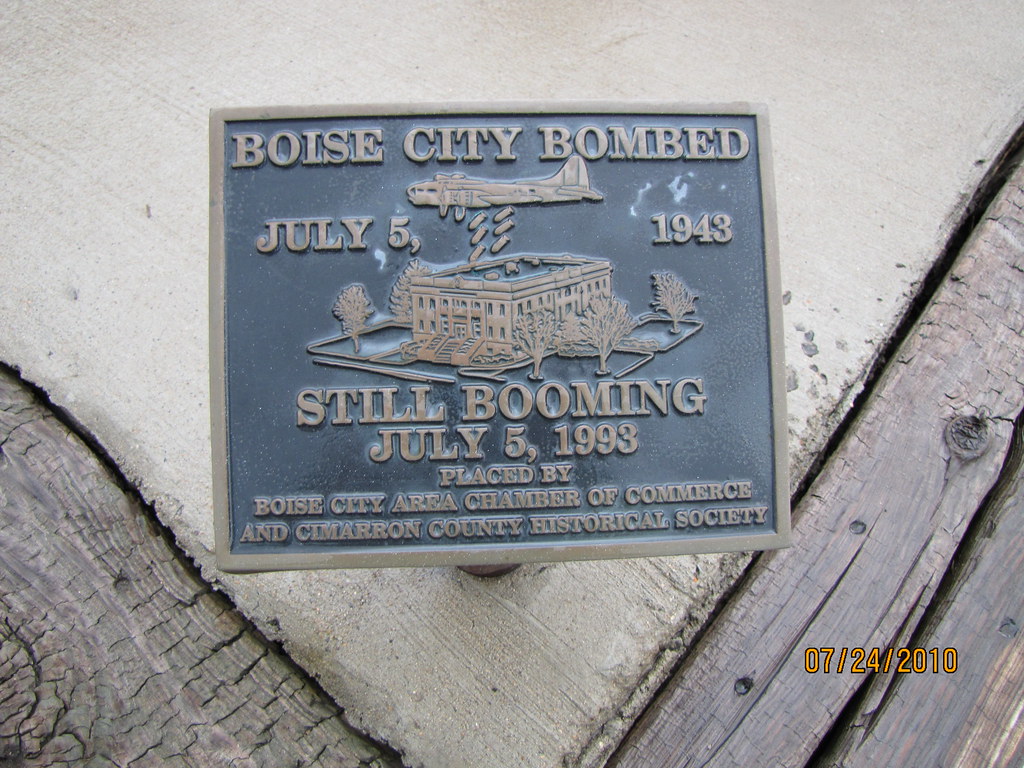 BOISE CITY BOMBED
JULY 5, 1943
STILL BOOMING
JULY 5, 1993
PLACED BY
BOISE CITY AREA CHAMBER OF COMMERCE
AND CIMARRON COUNTY HISTORICAL SOCIETY
07/24/2010